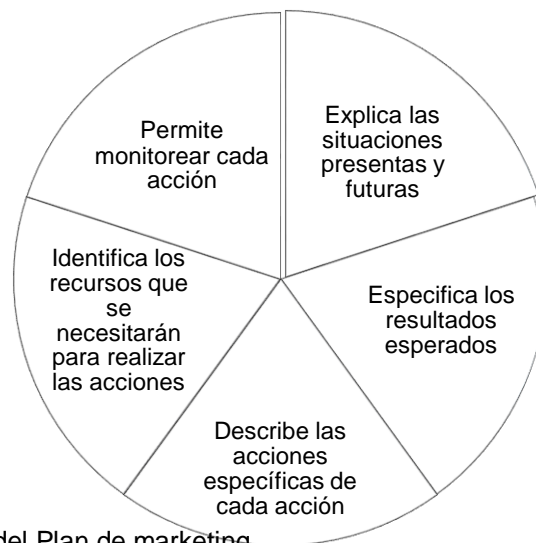 Explica las
situaciones
presentes y
futuras
Especifica los
resultados
esperados
Describe las
acciones
específicas de
cada acción
Identifica los
recursos que
se
necesitarán
para realizar
las acciones
Permite
monitorear cada
acción
del Plan de marketing